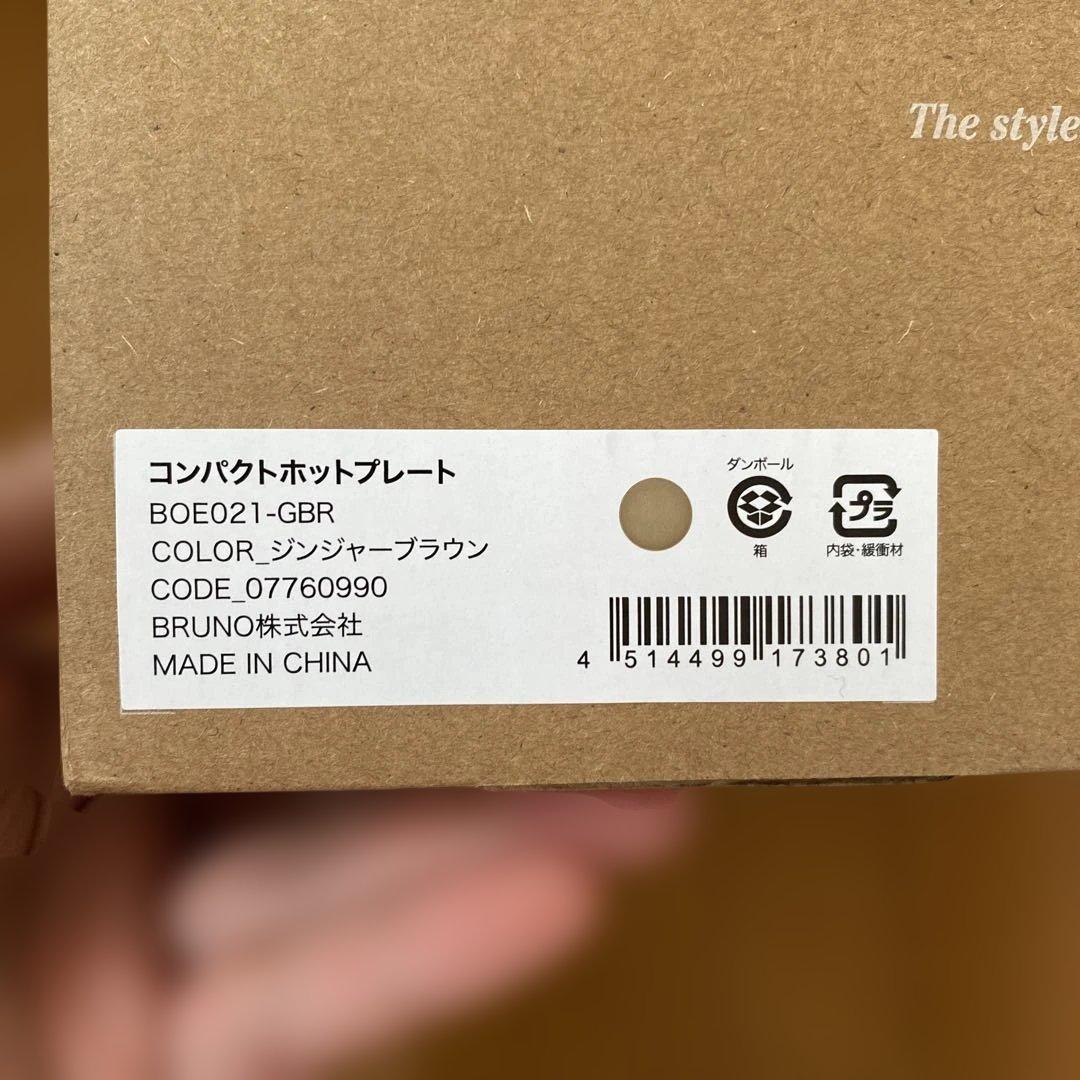 The style
コンパクトホットプレート
BOE021-GBR
COLOR_ジンジャーブラウン
CODE_07760990
BRUNO株式会社
MADE IN CHINA
ダンボール
箱
プラ
内袋・緩衝材
4 514499 173801